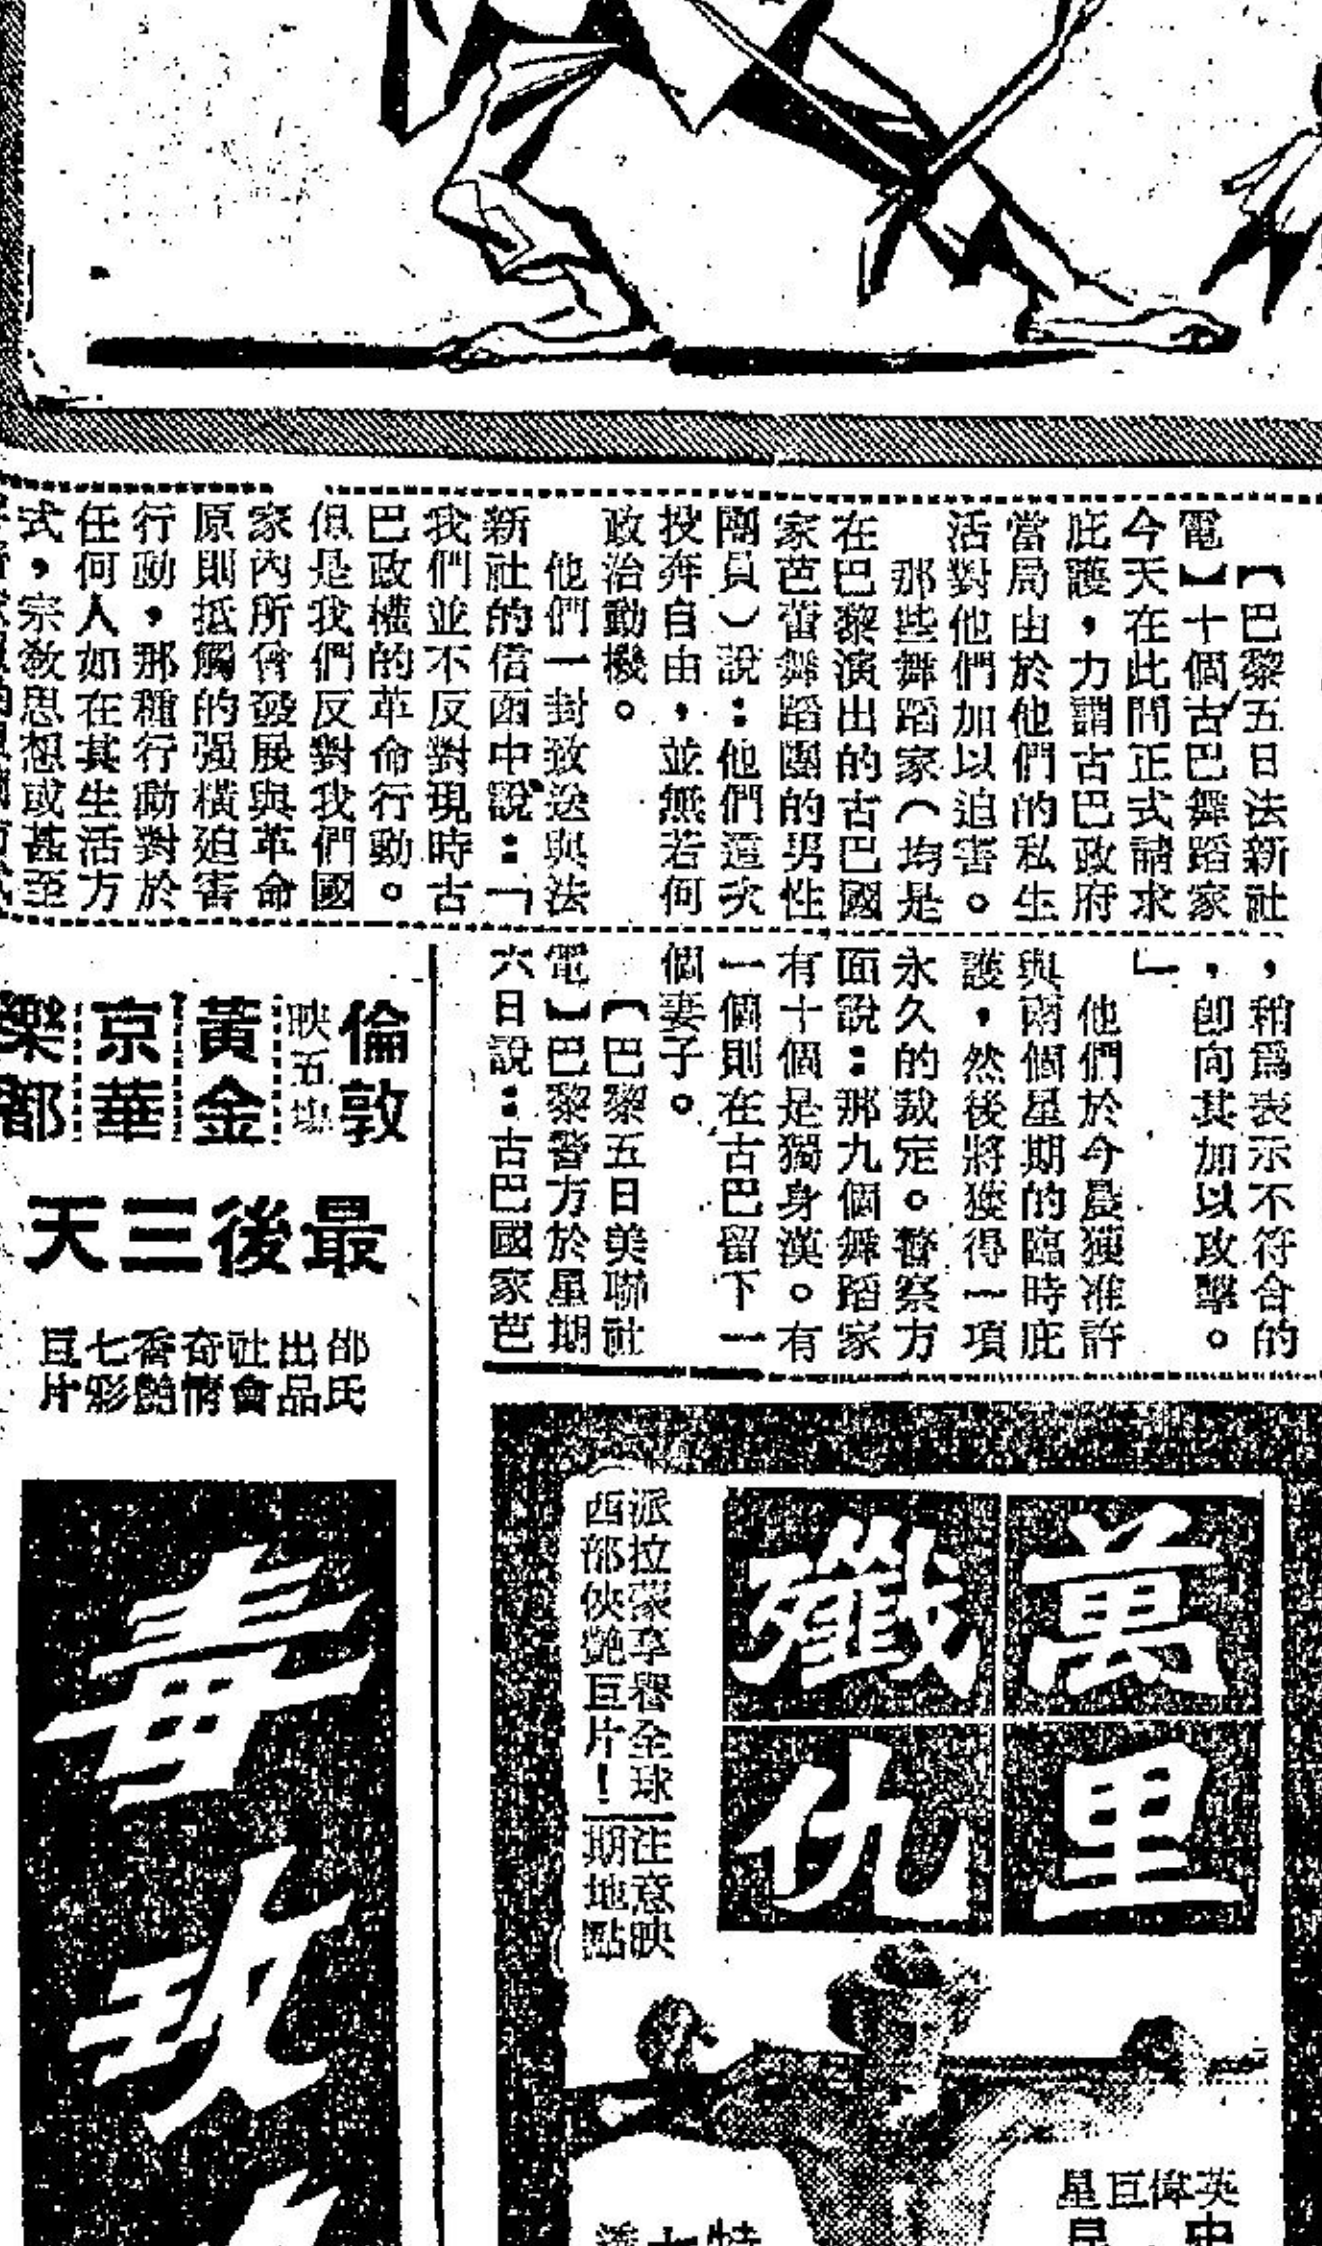 【巴黎五日法新社
電】十個古巴舞蹈家
今天在此間正式請求
庇護，力謂古巴政府
當局由於他們的私生
活對他們加以迫害。
那些舞蹈家（均是
在巴黎演出的古巴國
家芭蕾舞蹈團的男性
團員）說：他們這次
投奔自由，並無若何
政治動機。
他們一封致送與法
新社的信函中說：「
我們並不反對現時古
巴政權的革命行動。
但是我們反對我們國
家內所曾發展與革命
原則抵觸的强橫迫害
行動，那種行動對於
任何人如在其生活方
式，宗教思想或甚至
，稍爲表示不符合的
，卽向其加以攻擊。
」
他們於今晨獲准許
與兩個星期的臨時庇
護，然後將獲得一項
永久的裁定。警察方
面說：那九個舞蹈家
有十個是獨身漢。有
一個則在古巴留下一
個妻子。
【巴黎五日美聯社
電】巴黎警方於星期
六日說：古巴國家芭
倫敦
映五場
黃金
京華
樂都
最後三天
邵氏
出品
社會
奇情
香艷
七彩
巨片
毒玫
萬里
殲仇
派拉蒙享譽全球
西部俠艷巨片！
注意映
期地點
英偉巨星